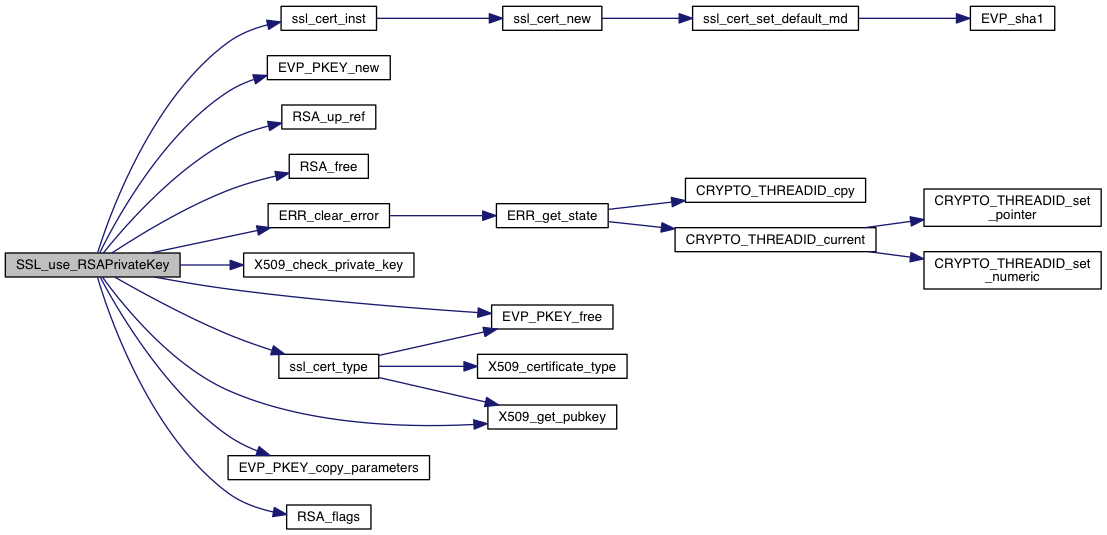 ssl_cert_inst
ssl_cert_new
ssl_cert_set_default_md
EVP_sha1
EVP_PKEY_new
RSA_up_ref
RSA_free
ERR_clear_error
ERR_get_state
CRYPTO_THREADID_cpy
CRYPTO_THREADID_current
CRYPTO_THREADID_set
_pointer
CRYPTO_THREADID_set
_numeric
SSL_use_RSAPrivateKey
X509_check_private_key
EVP_PKEY_free
ssl_cert_type
X509_certificate_type
X509_get_pubkey
EVP_PKEY_copy_parameters
RSA_flags